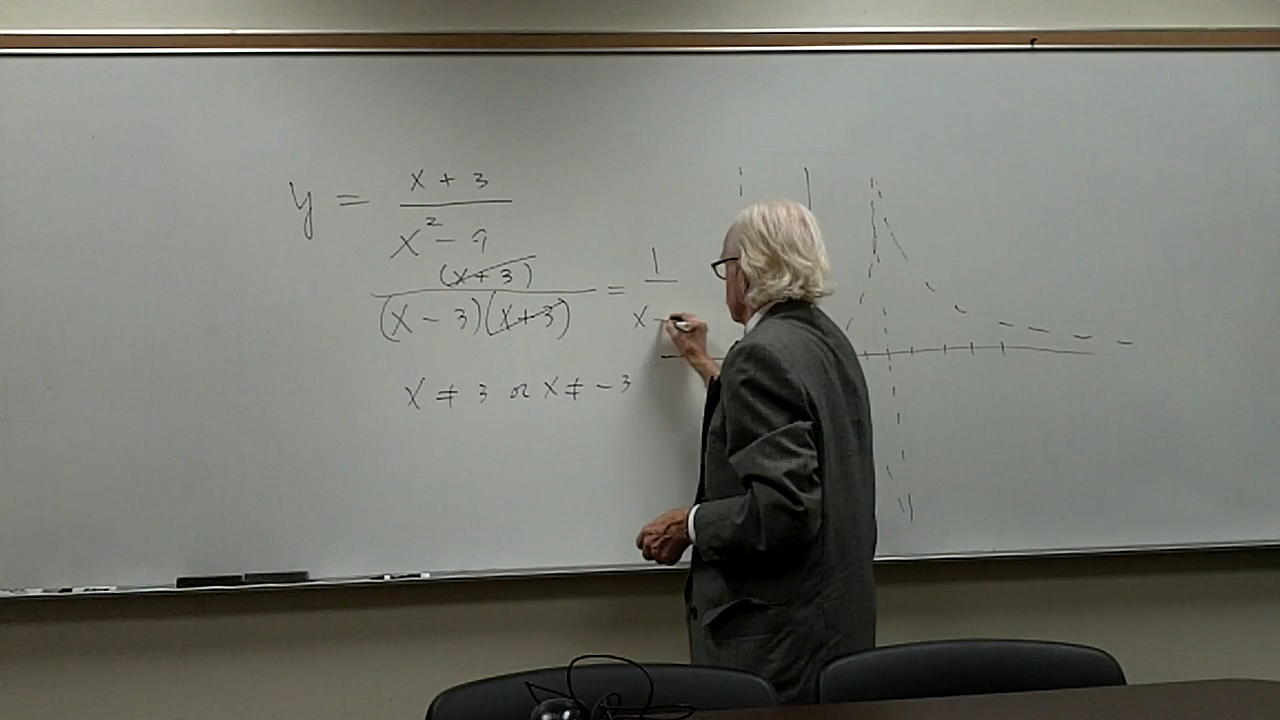 y = x + 3 / x² - 9
(x + 3) / (x - 3)(x + 3) = 1 / x -
x ≠ 3 or x ≠ - 3